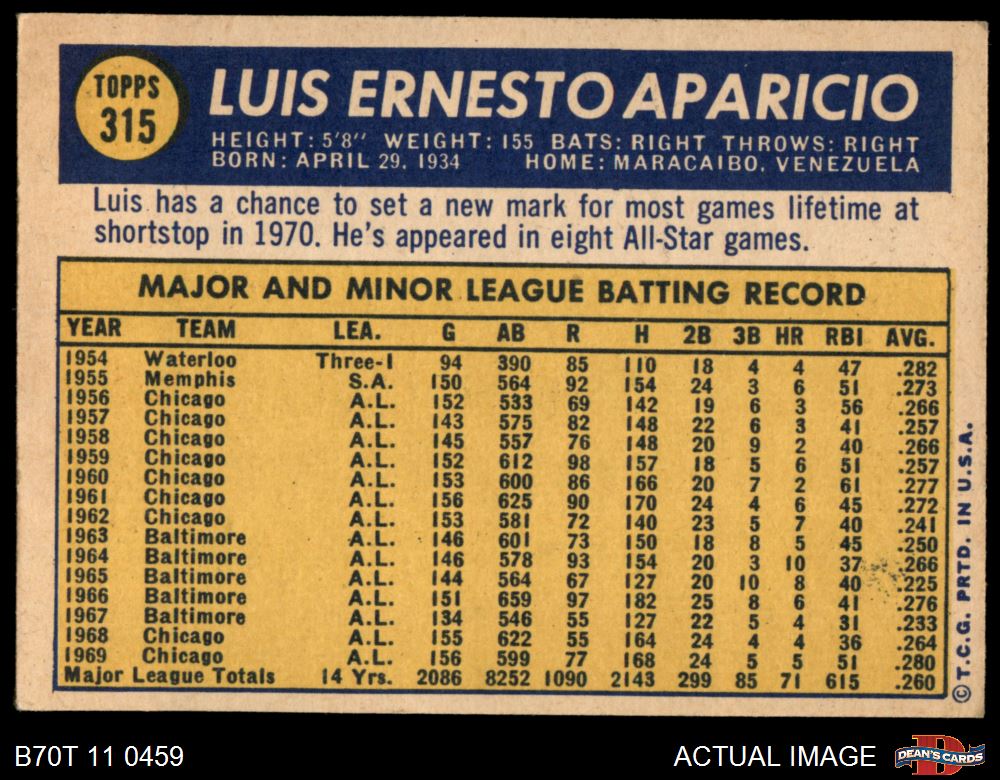 TOPPS
315
LUIS ERNESTO APARICIO
HEIGHT: 5'8" WEIGHT: 155 BATS: RIGHT THROWS: RIGHT
BORN: APRIL 29, 1934 HOME: MARACAIBO, VENEZUELA
Luis has a chance to set a new mark for most games lifetime at
shortstop in 1970. He's appeared in eight All-Star games.
MAJOR AND MINOR LEAGUE BATTING RECORD
YEAR TEAM LEA. G AB R H 2B 3B HR RBI AVG.
1954 Waterloo Three-I 94 390 85 110 18 4 4 47 .282
1955 Memphis S.A. 150 564 92 154 24 3 6 51 .273
1956 Chicago A.L. 152 533 69 142 19 6 3 56 .266
1957 Chicago A.L. 143 575 82 148 22 6 3 41 .257
1958 Chicago A.L. 145 557 76 148 20 9 2 40 .266
1959 Chicago A.L. 152 612 98 157 18 5 6 51 .257
1960 Chicago A.L. 153 600 86 166 20 7 2 61 .277
1961 Chicago A.L. 156 625 90 170 24 4 6 45 .272
1962 Chicago A.L. 153 581 72 140 23 5 7 40 .241
1963 Baltimore A.L. 146 601 73 150 18 8 5 45 .250
1964 Baltimore A.L. 146 578 93 154 20 3 10 37 .266
1965 Baltimore A.L. 144 564 67 127 20 10 8 40 .225
1966 Baltimore A.L. 151 659 97 182 25 8 6 41 .276
1967 Baltimore A.L. 134 546 55 127 22 5 4 31 .233
1968 Chicago A.L. 155 622 55 164 24 4 4 36 .264
1969 Chicago A.L. 156 599 77 168 24 5 5 51 .280
Major League Totals 14 Yrs. 2086 8252 1090 2143 299 85 71 615 .260
©T.C.G. PRTD. IN U.S.A.
B70T 11 0459
ACTUAL IMAGE
DEAN'S CARDS